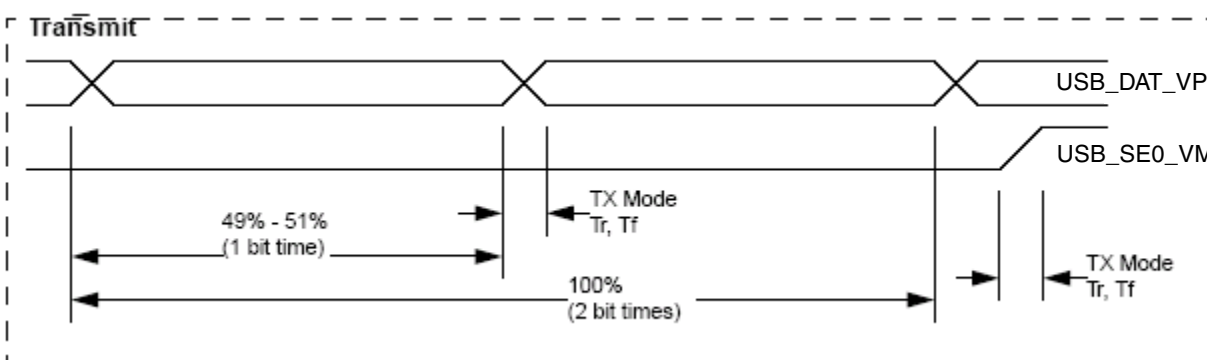 Transmit
USB_DAT_VP
USB_SE0_VM
TX Mode
Tr, Tf
49% - 51%
(1 bit time)
100%
(2 bit times)
TX Mode
Tr, Tf